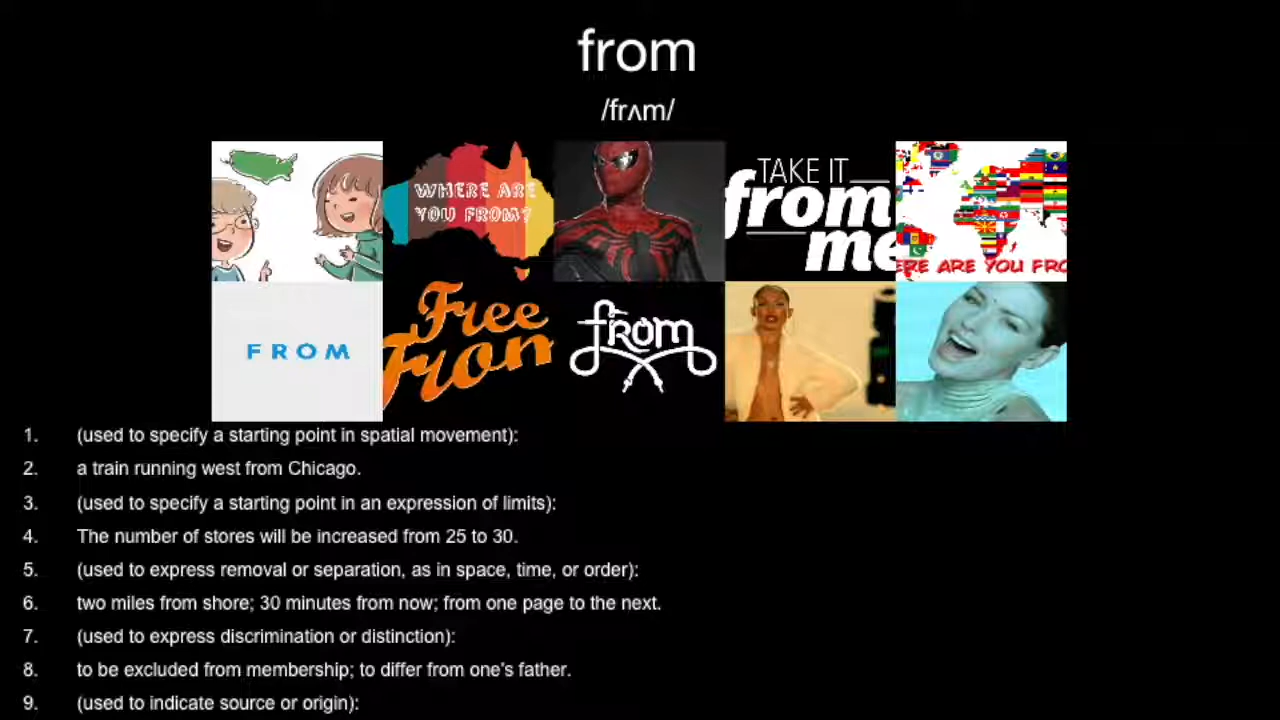 from
/frʌm/
WHERE ARE
YOU FROM?
TAKE IT
from
me
ERE ARE YOU FRO
FROM
Free
From
from
1. (used to specify a starting point in spatial movement):
2. a train running west from Chicago.
3. (used to specify a starting point in an expression of limits):
4. The number of stores will be increased from 25 to 30.
5. (used to express removal or separation, as in space, time, or order):
6. two miles from shore; 30 minutes from now; from one page to the next.
7. (used to express discrimination or distinction):
8. to be excluded from membership; to differ from one's father.
9. (used to indicate source or origin):